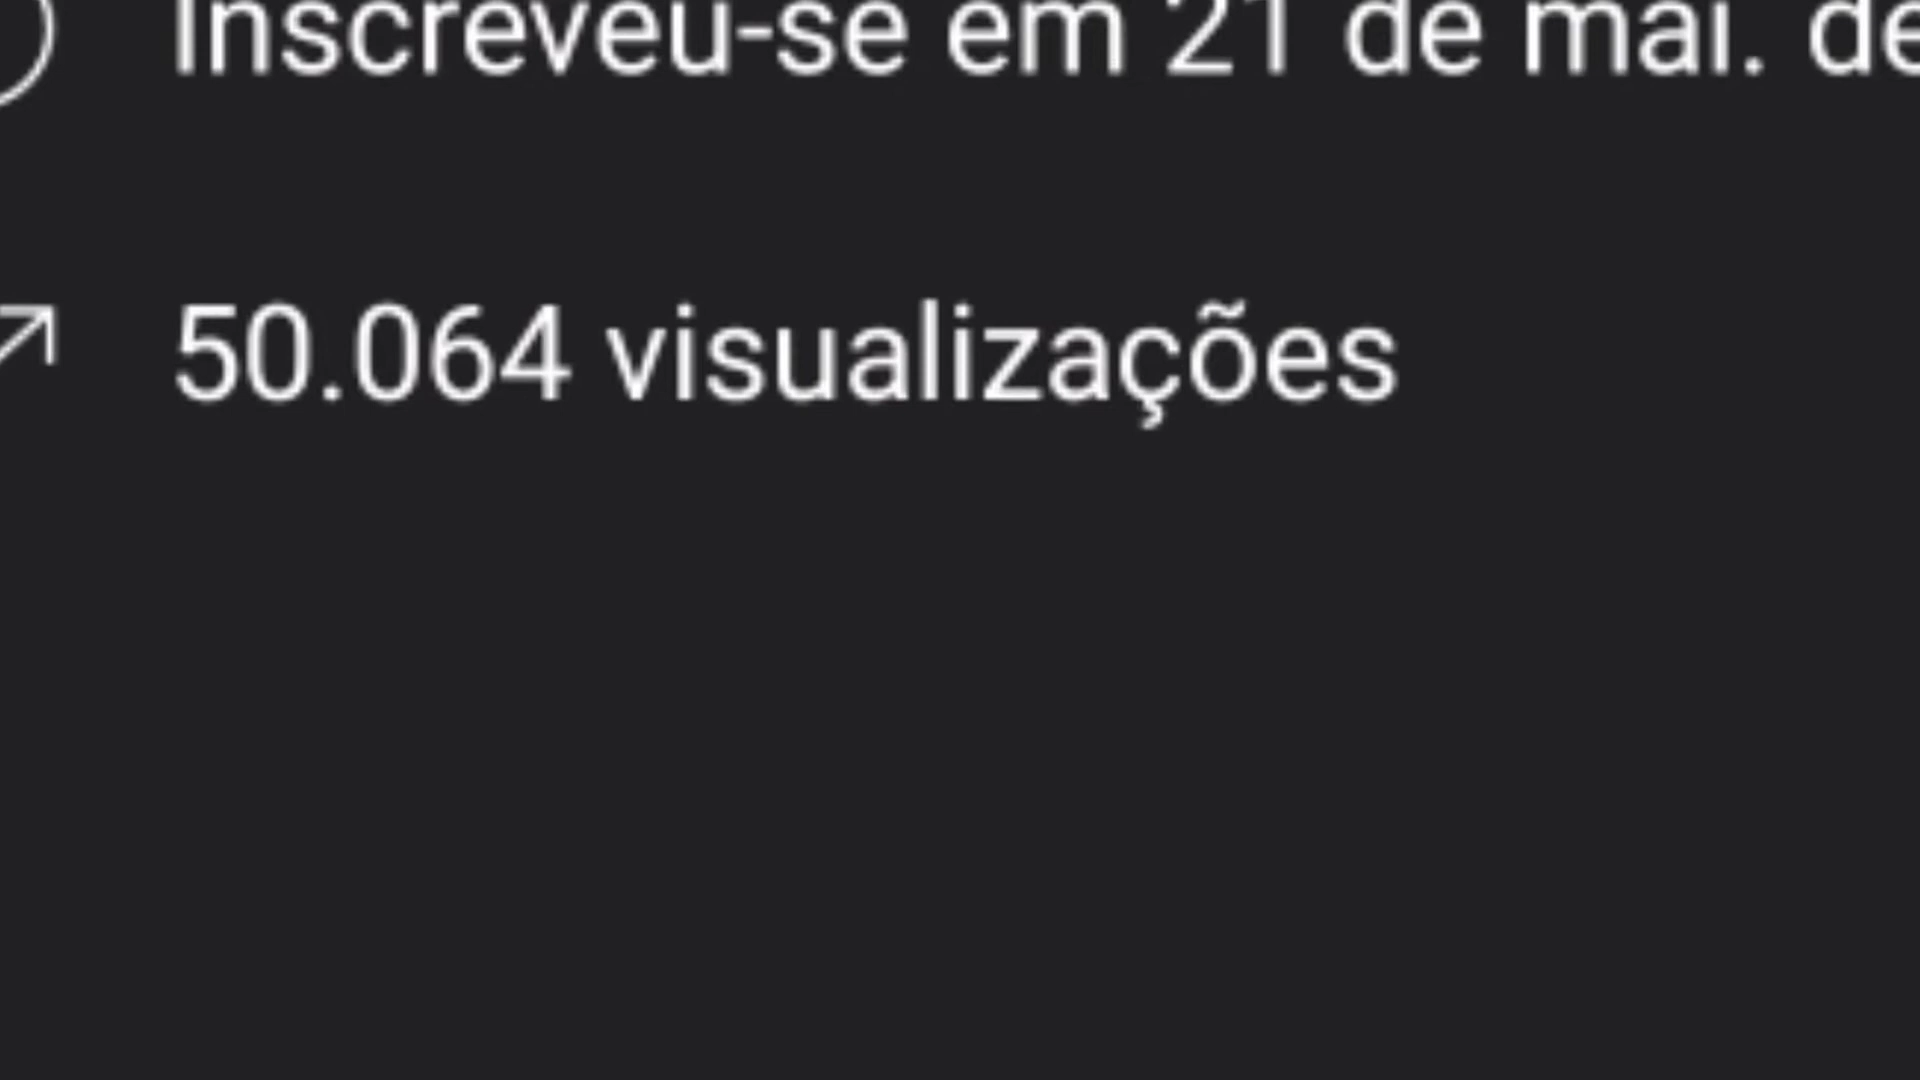 Inscreveu-se em 21 de mai. de
50.064 visualizações